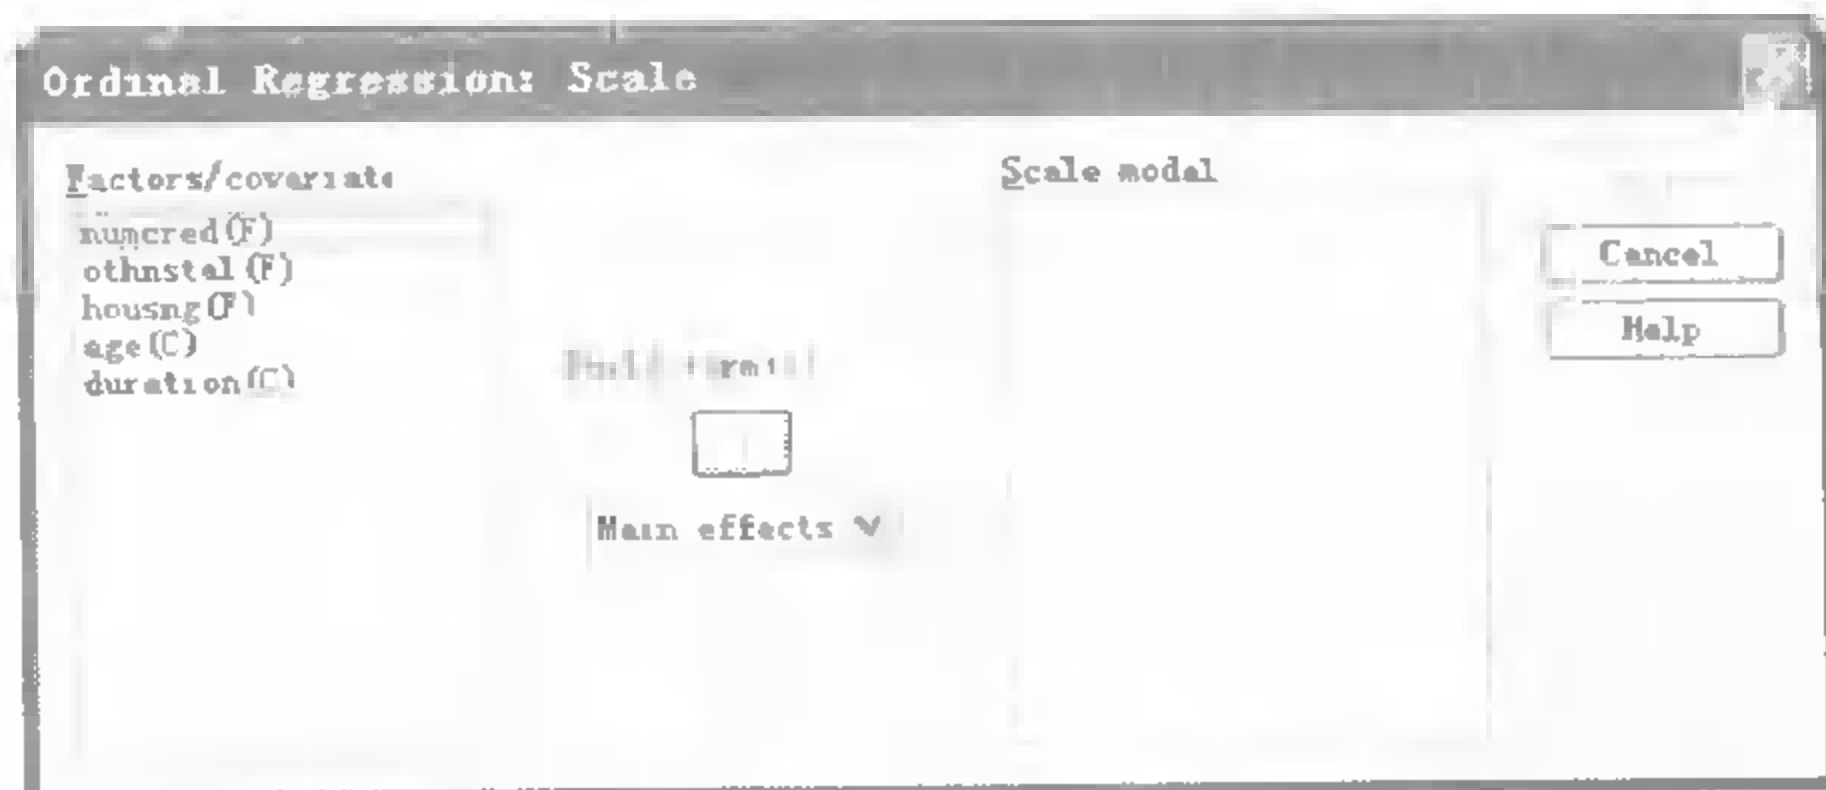 Ordinal Regression: Scale
Factors/covariate
numcred(F)
othnstal(F)
housng(F)
age(C)
duration(C)
Main effects
Scale model
Cancel
Help